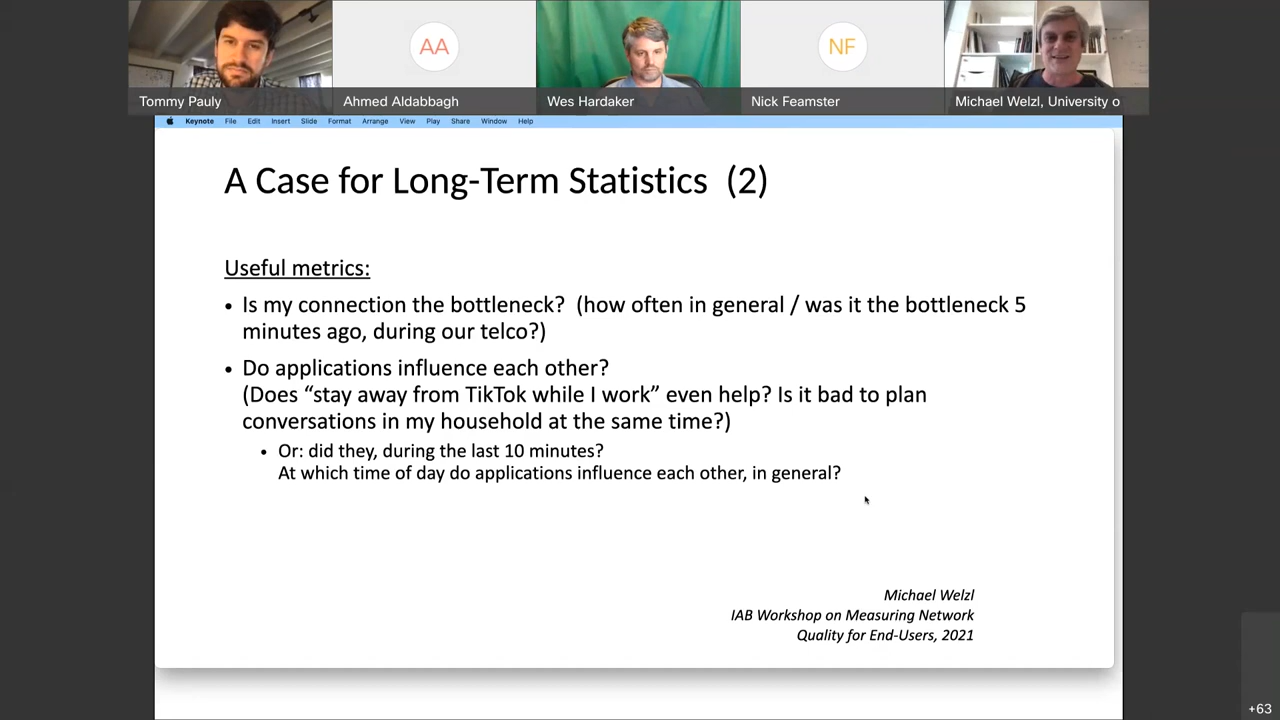 AA
NF
Tommy Pauly
Ahmed Aldabbagh
Wes Hardaker
Nick Feamster
Michael Welzl, University o
Keynote File Edit Insert Slide Format Arrange View Play Share Window Help
A Case for Long-Term Statistics (2)
Useful metrics:
• Is my connection the bottleneck? (how often in general / was it the bottleneck 5
minutes ago, during our telco?)
• Do applications influence each other?
(Does “stay away from TikTok while I work” even help? Is it bad to plan
conversations in my household at the same time?)
• Or: did they, during the last 10 minutes?
At which time of day do applications influence each other, in general?
Michael Welzl
IAB Workshop on Measuring Network
Quality for End-Users, 2021
+63